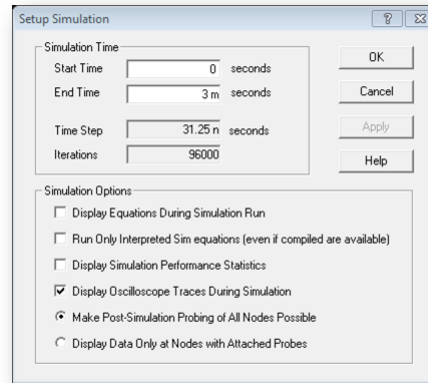 Setup Simulation
Simulation Time
Start Time 0 seconds
End Time 3 m seconds
Time Step 31.25 n seconds
Iterations 96000
OK
Cancel
Apply
Help
Simulation Options
Display Equations During Simulation Run
Run Only Interpreted Sim equations (even if compiled are available)
Display Simulation Performance Statistics
Display Oscilloscope Traces During Simulation
Make Post-Simulation Probing of All Nodes Possible
Display Data Only at Nodes with Attached Probes